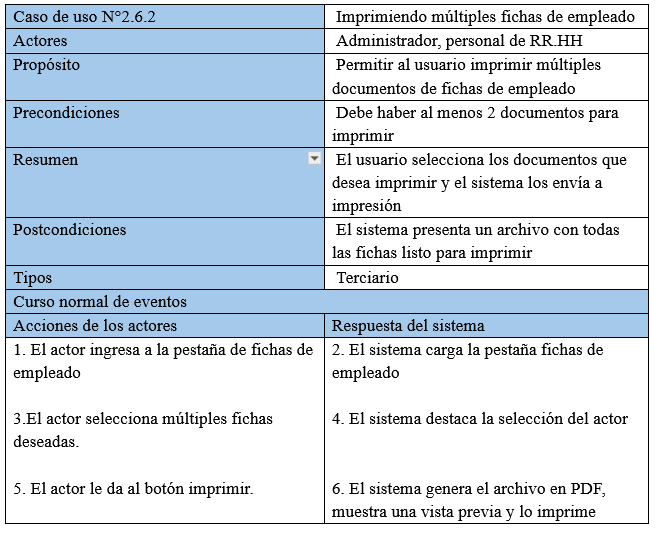 Caso de uso N°2.6.2
Imprimiendo múltiples fichas de empleado
Actores
Administrador, personal de RR.HH
Propósito
Permitir al usuario imprimir múltiples
documentos de fichas de empleado
Precondiciones
Debe haber al menos 2 documentos para
imprimir
Resumen
El usuario selecciona los documentos que
desea imprimir y el sistema los envía a
impresión
Postcondiciones
El sistema presenta un archivo con todas
las fichas listo para imprimir
Tipos
Terciario
Curso normal de eventos
Acciones de los actores
Respuesta del sistema
1. El actor ingresa a la pestaña de fichas de
empleado
2. El sistema carga la pestaña fichas de
empleado
3.El actor selecciona múltiples fichas
deseadas.
4. El sistema destaca la selección del actor
5. El actor le da al botón imprimir.
6. El sistema genera el archivo en PDF,
muestra una vista previa y lo imprime